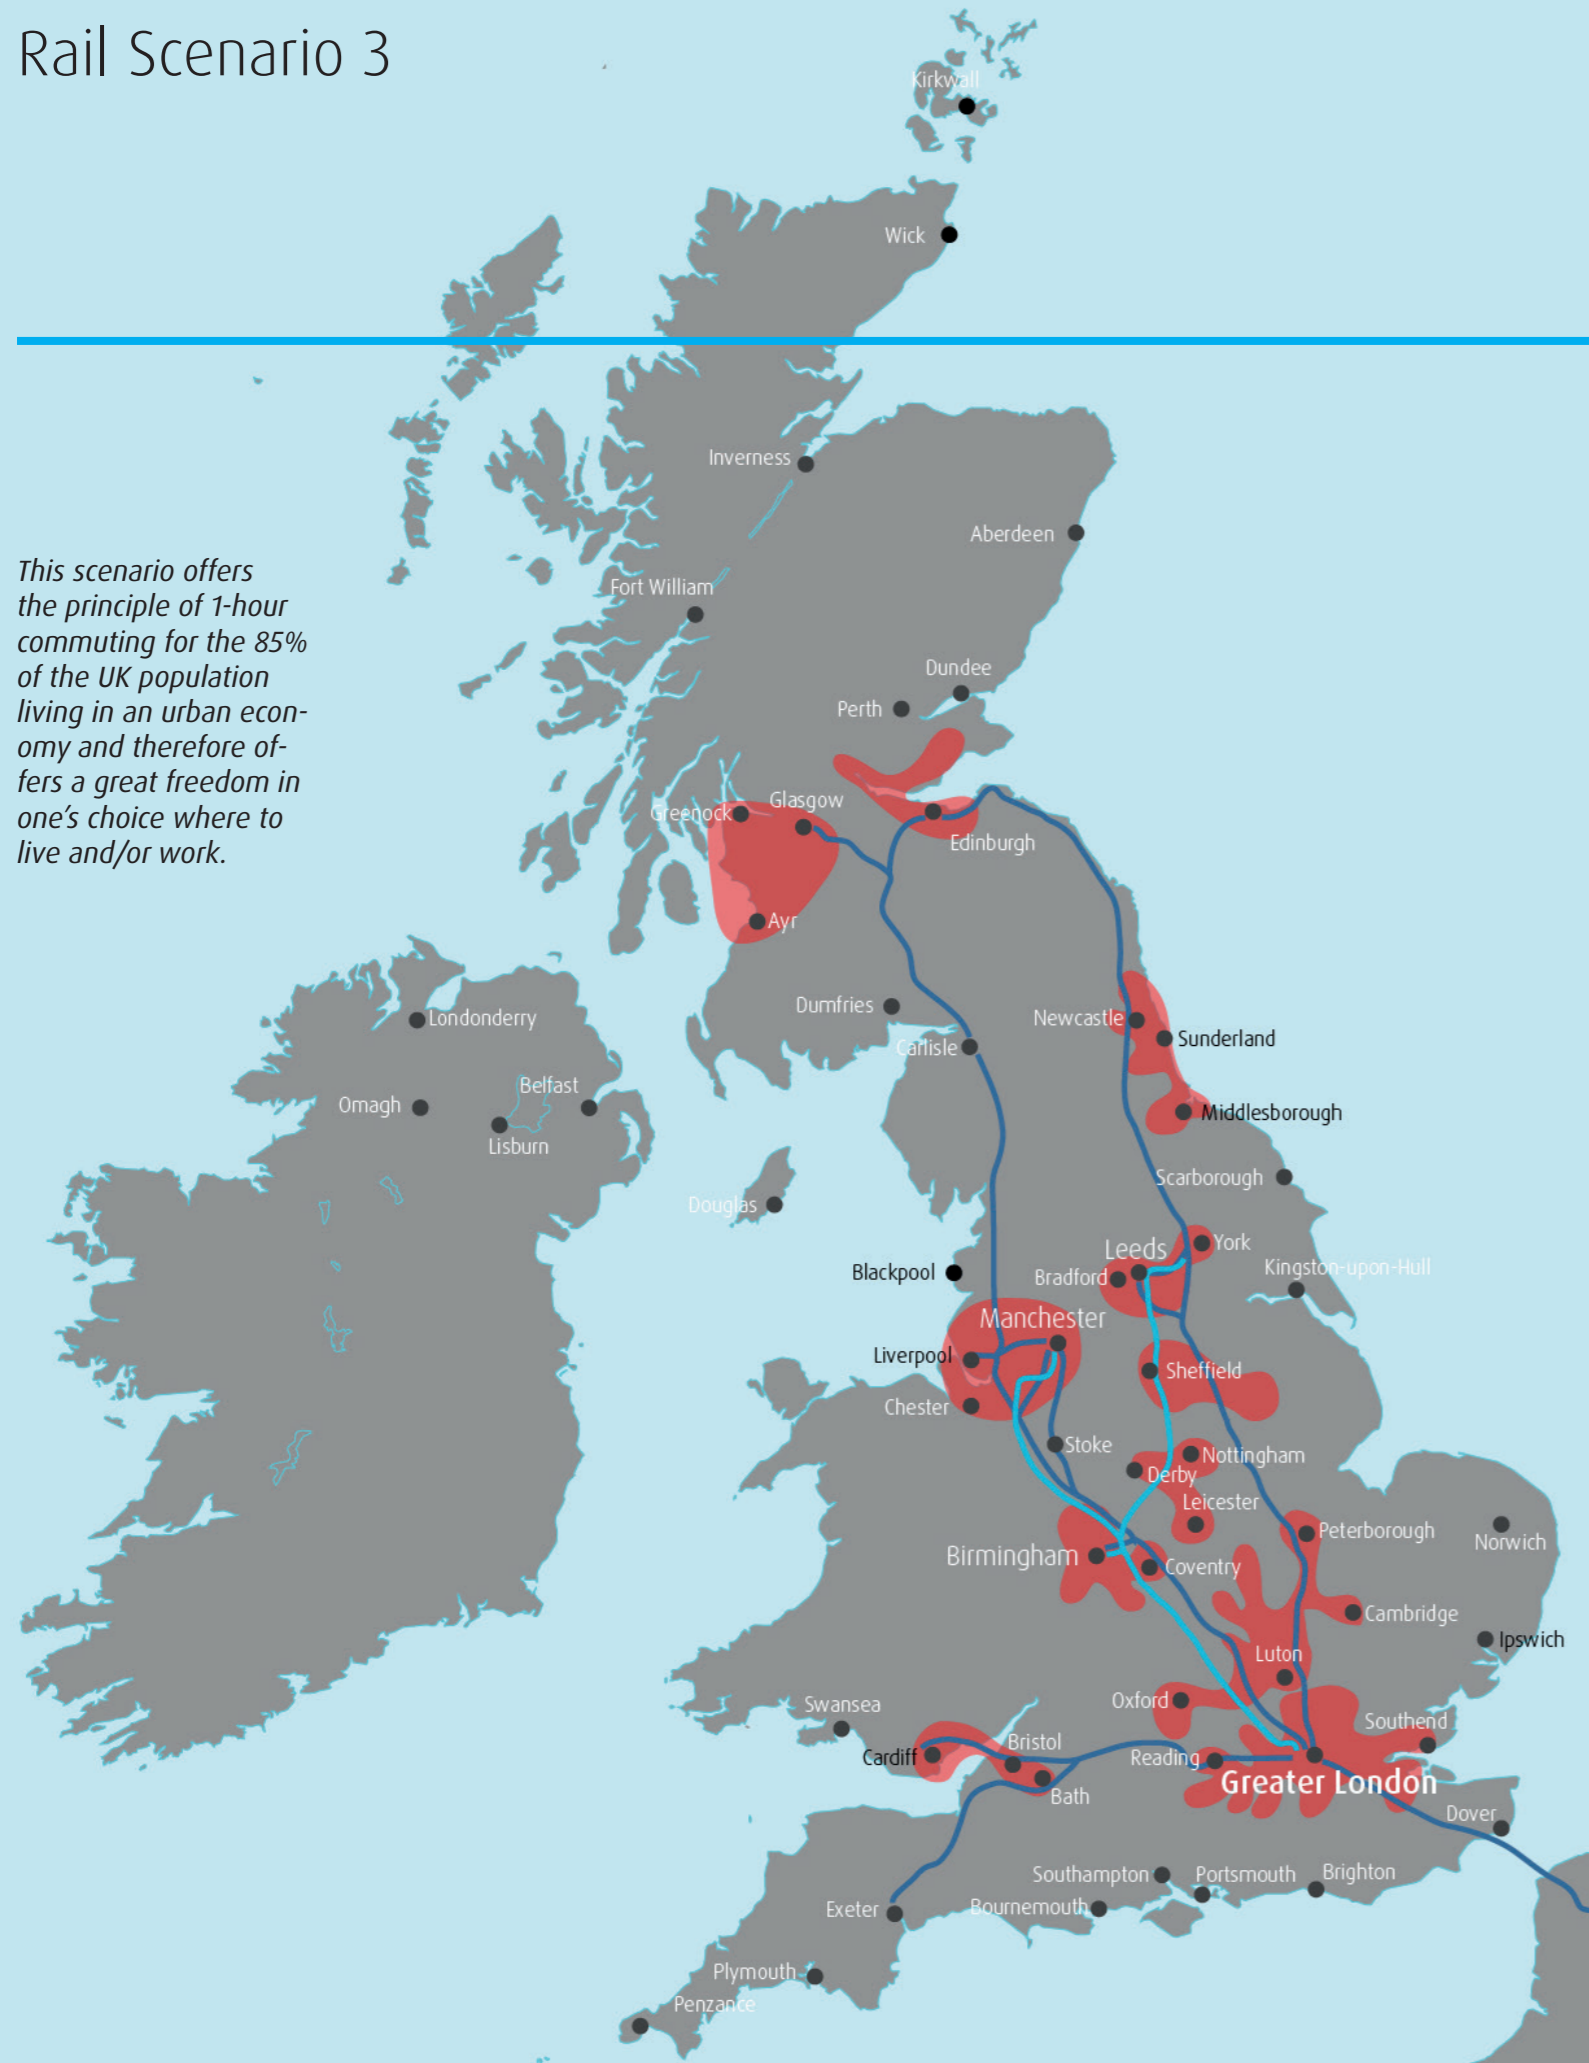 Rail Scenario 3
Kirkwall
Wick
Inverness
Aberdeen
This scenario offers
the principle of 1-hour
commuting for the 85%
of the UK population
living in an urban econ-
omy and therefore of-
fers a great freedom in
one's choice where to
live and/or work.
Fort William
Dundee
Perth
Glasgow
Greenock
Edinburgh
Ayr
Dumfries
Londonderry
Newcastle
Sunderland
Carlisle
Belfast
Omagh
Lisburn
Middlesborough
Scarborough
Douglas
York
Leeds
Kingston-upon-Hull
Blackpool
Bradford
Manchester
Liverpool
Sheffield
Chester
Stoke
Nottingham
Derby
Leicester
Peterborough
Norwich
Birmingham
Coventry
Cambridge
Ipswich
Luton
Oxford
Swansea
Southend
Bristol
Cardiff
Reading
Greater London
Bath
Dover
Southampton
Portsmouth
Brighton
Exeter
Bournemouth
Plymouth
Penzance